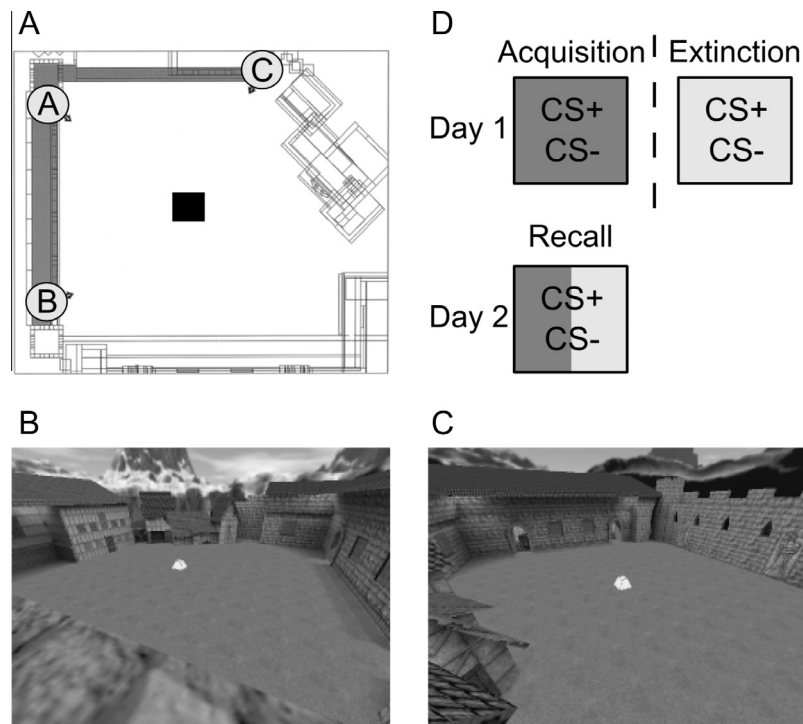 A
A
B
C
D
Acquisition
Extinction
Day 1
CS+
CS-
CS+
CS-
Recall
Day 2
CS+
CS-
B
C